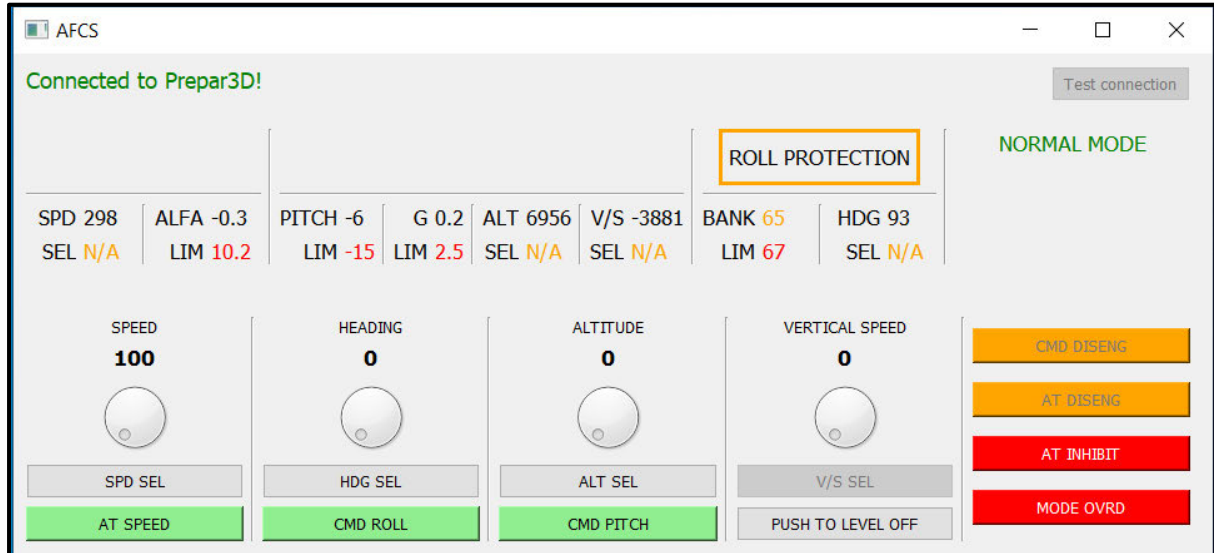 AFCS
Connected to Prepar3D!
Test connection
ROLL PROTECTION
NORMAL MODE
SPD 298 ALFA -0.3 PITCH -6 G 0.2 ALT 6956 V/S -3881 BANK 65 HDG 93
SEL N/A LIM 10.2 LIM -15 LIM 2.5 SEL N/A SEL N/A LIM 67 SEL N/A
SPEED HEADING ALTITUDE VERTICAL SPEED
100 0 0 0
CMD DISENG
AT DISENG
AT INHIBIT
SPD SEL HDG SEL ALT SEL V/S SEL
MODE OVRD
AT SPEED CMD ROLL CMD PITCH PUSH TO LEVEL OFF